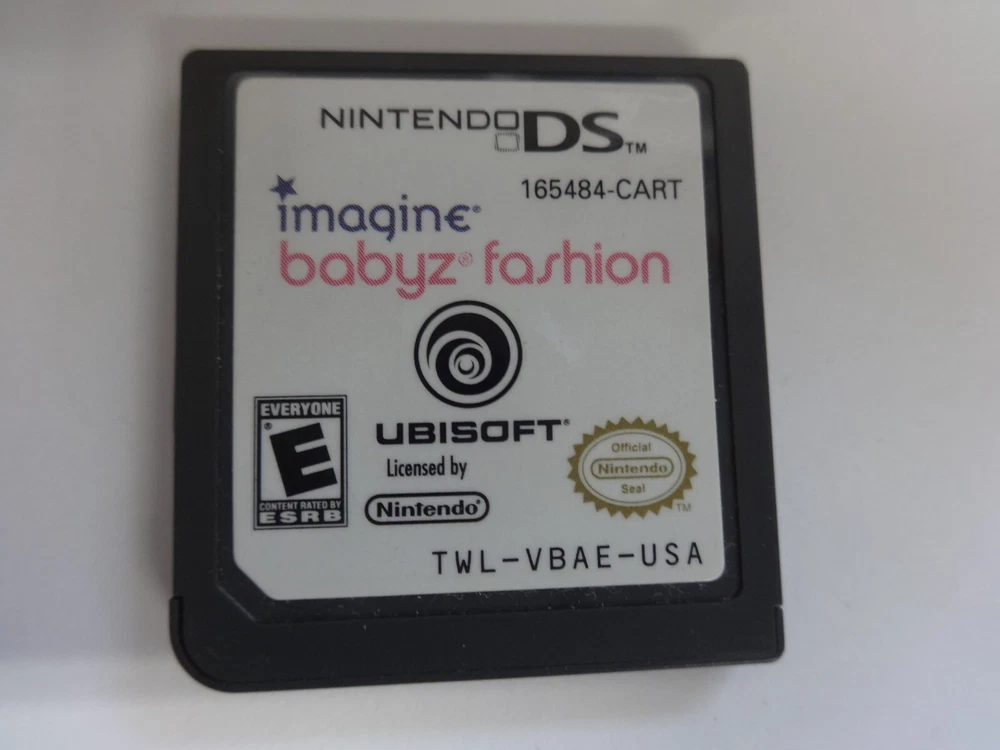 NINTENDO DS™
165484-CART
imagine®
babyz® fashion
UBISOFT®
EVERYONE
E
CONTENT RATED BY
ESRB
Licensed by
Nintendo®
Official
Nintendo
Seal
TM
TWL-VBAE-USA